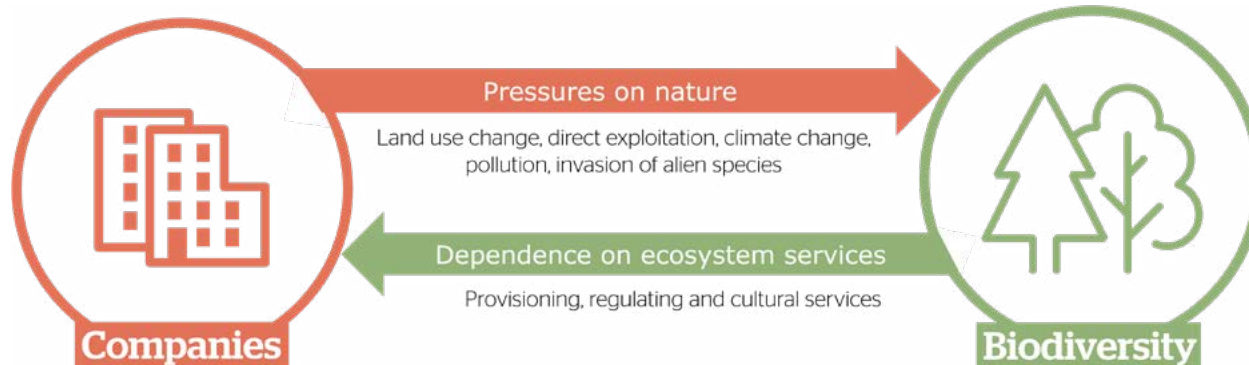 Pressures on nature
Land use change, direct exploitation, climate change,
pollution, invasion of alien species
Dependence on ecosystem services
Provisioning, regulating and cultural services
Companies
Biodiversity